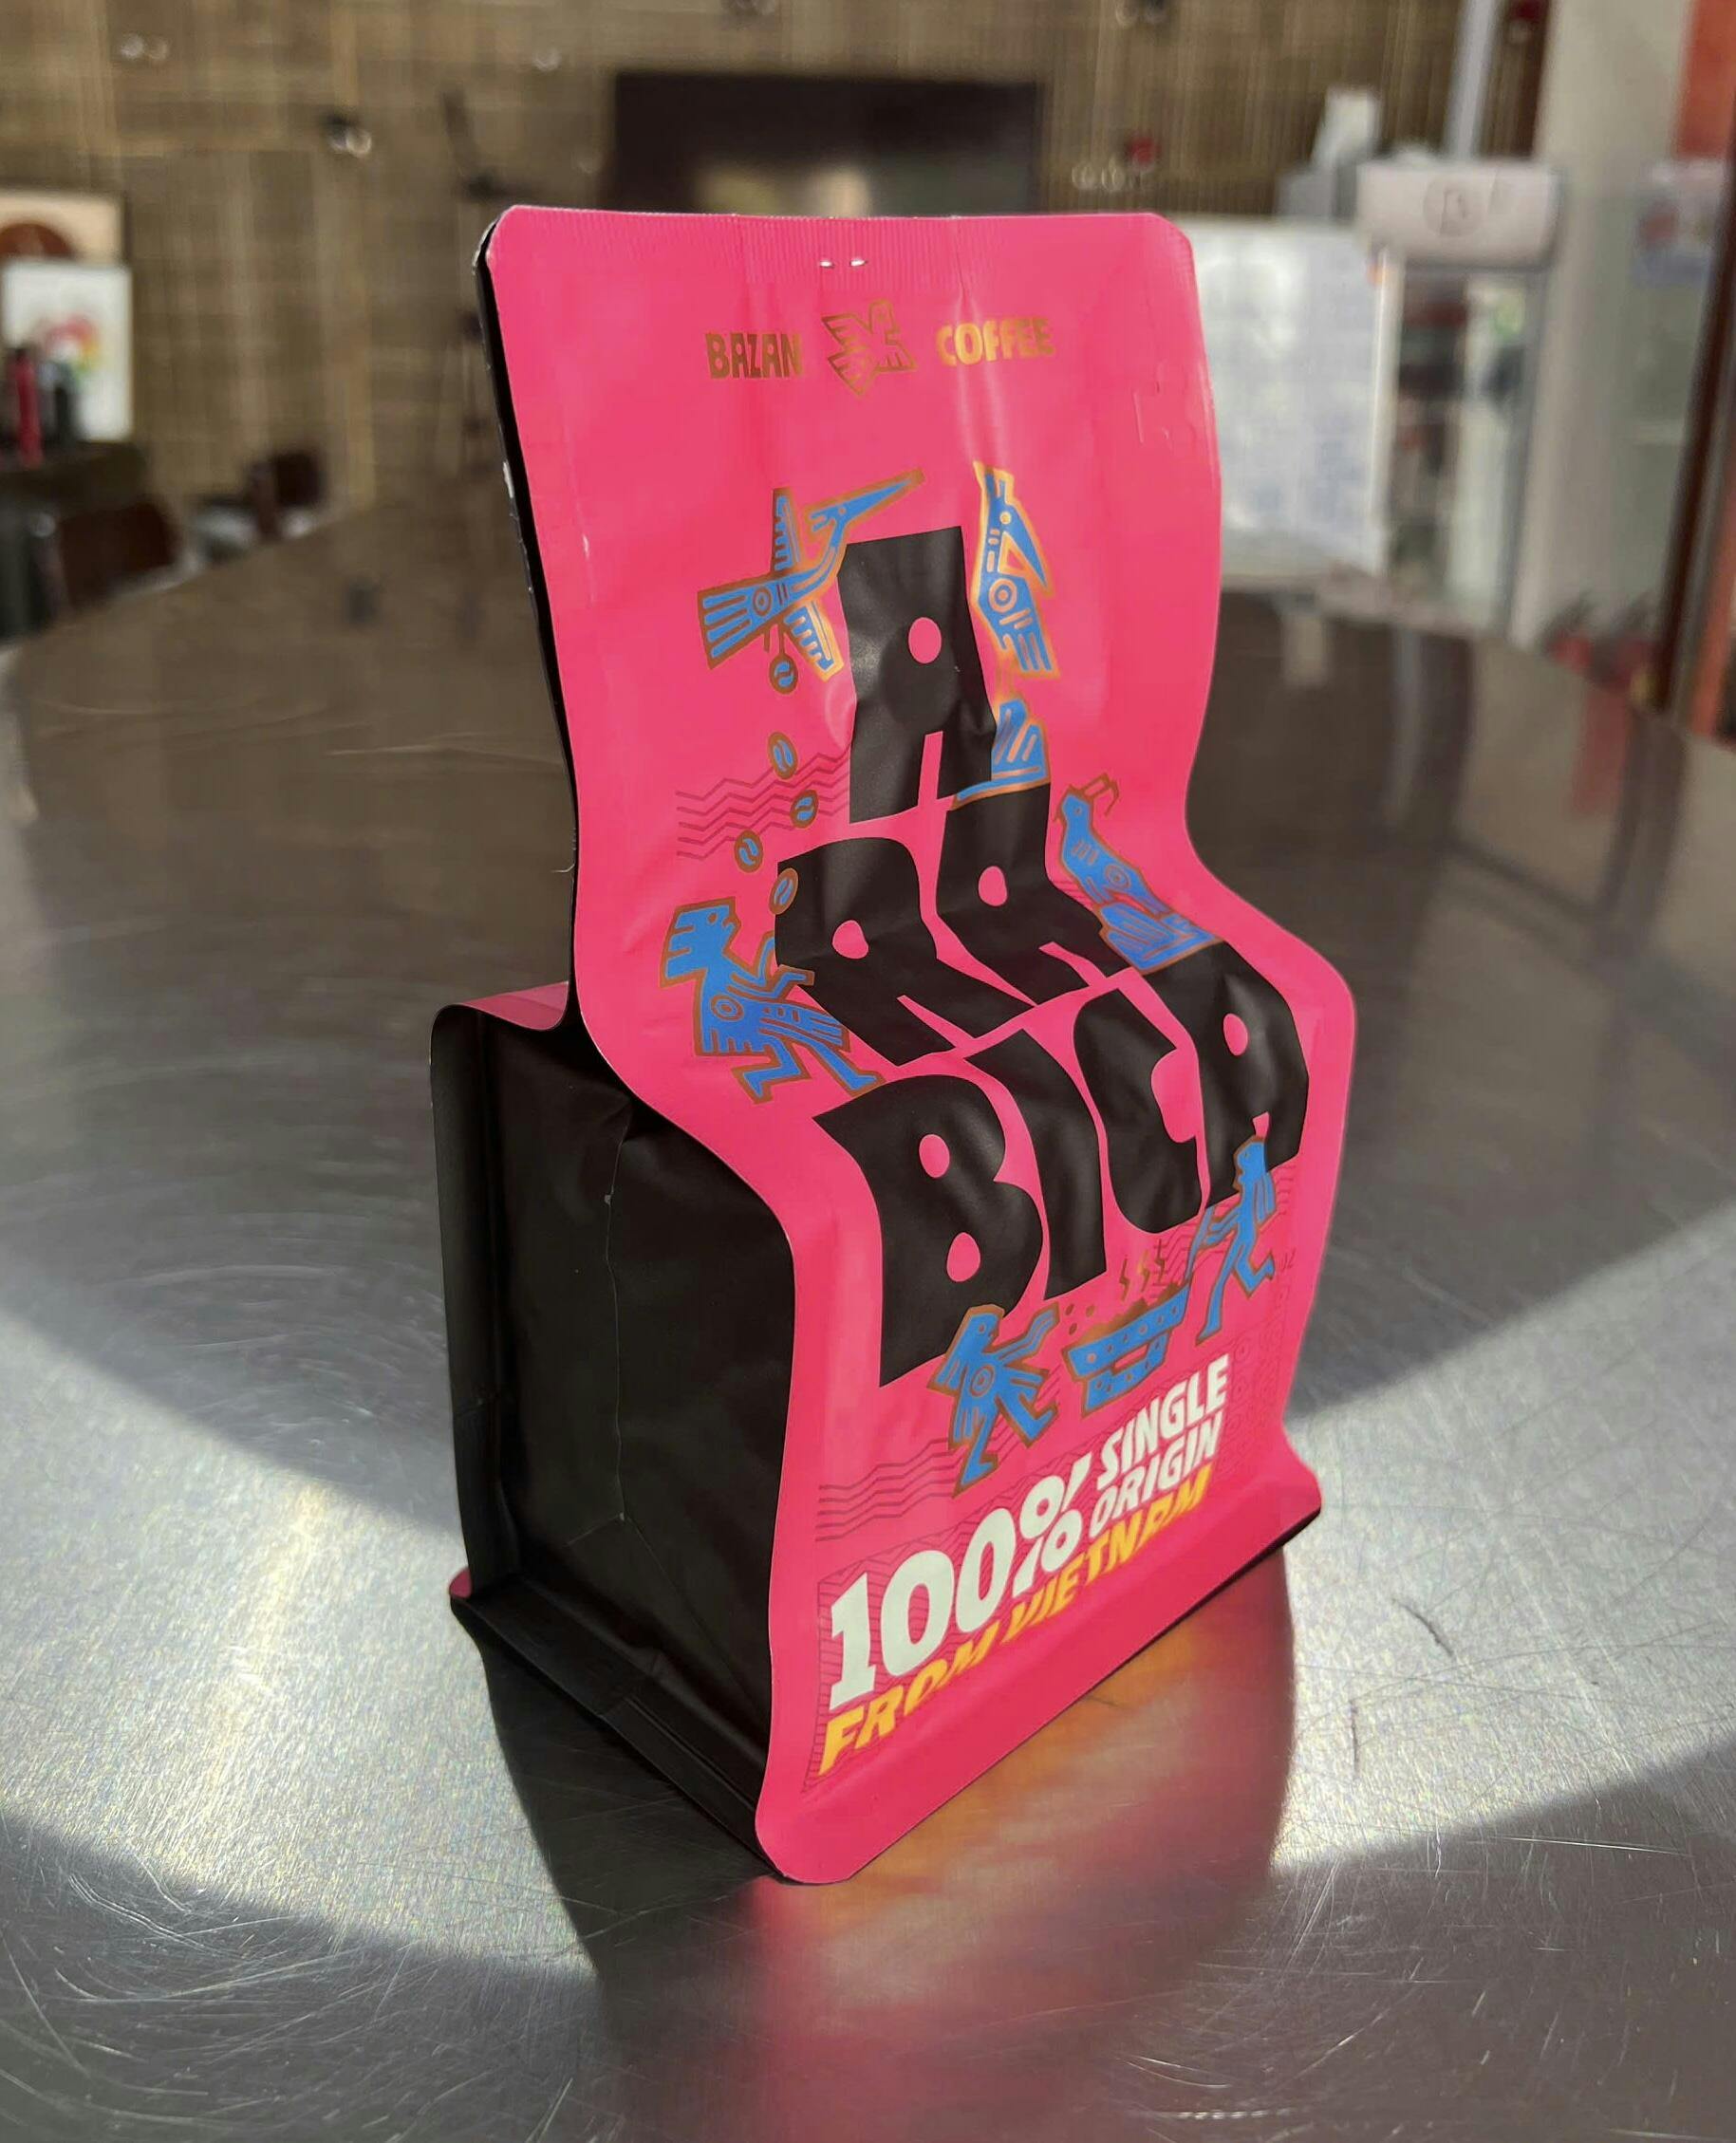 BAZAN COFFEE
A
RA
BICA
100% SINGLE
ORIGIN
FROM VIETNAM